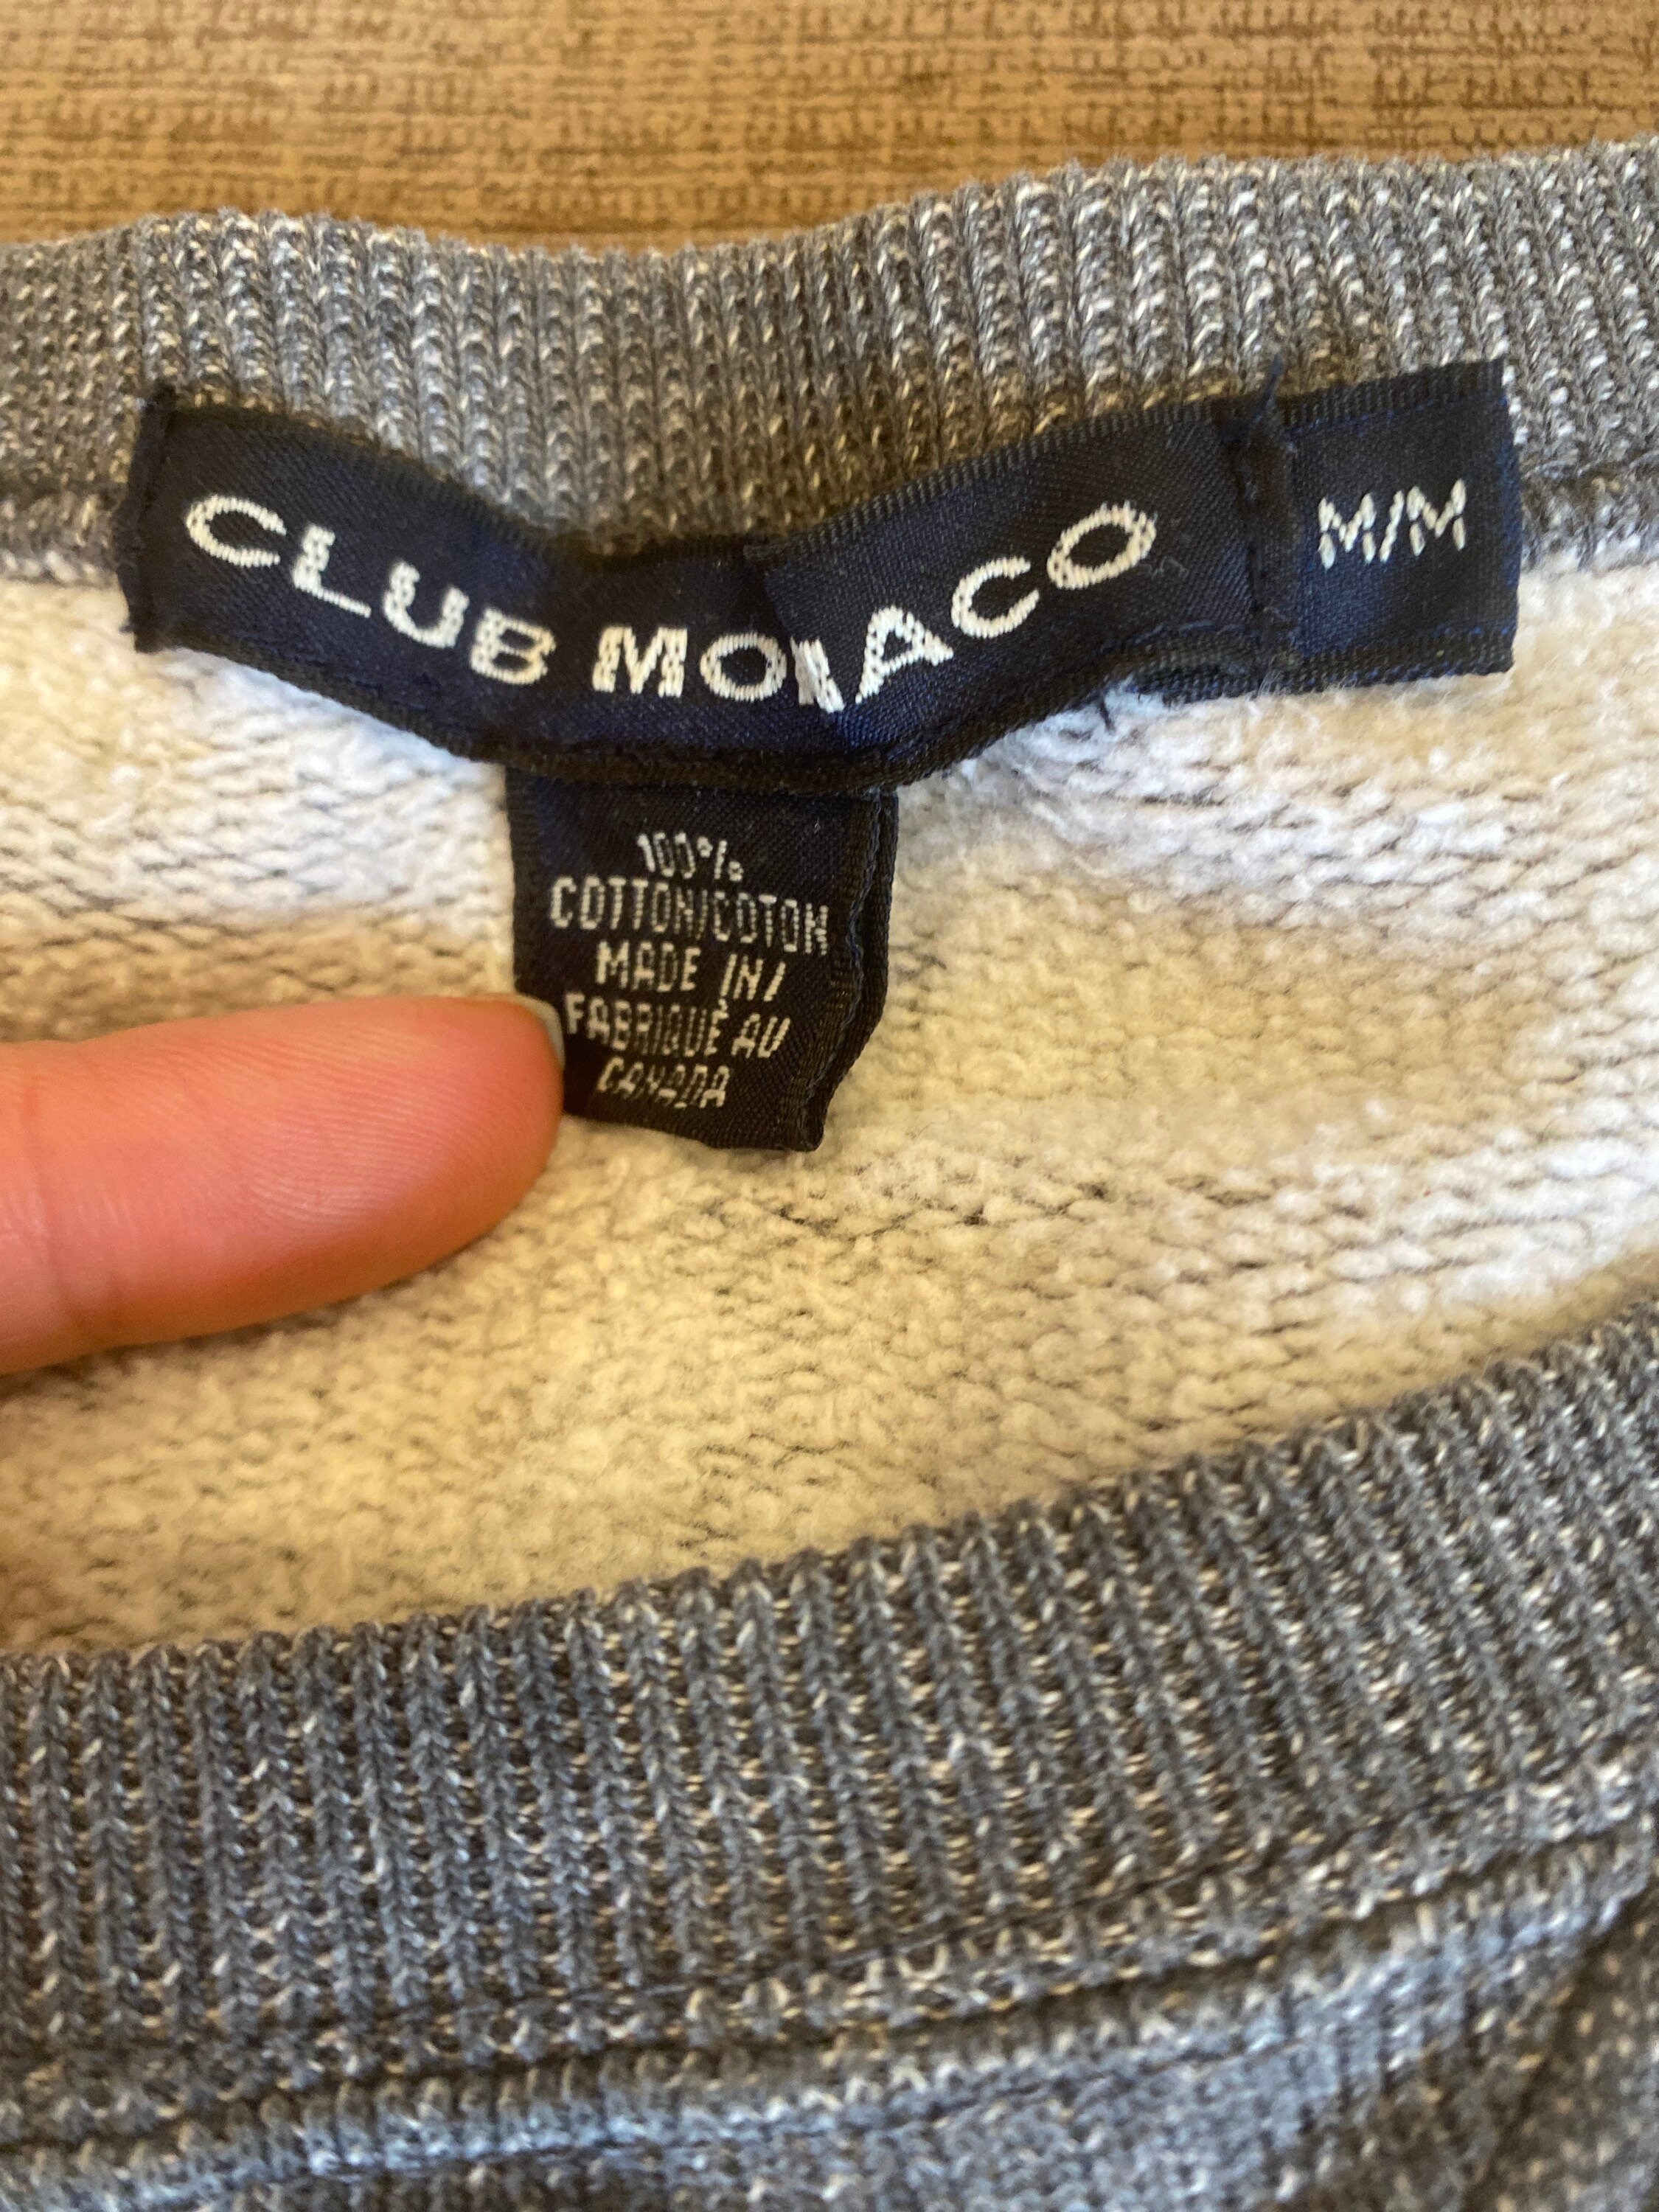 CLUB MONACO
M/M
100%
COTTON/COTON
MADE IN/
FABRIQUÉ AU
CANADA